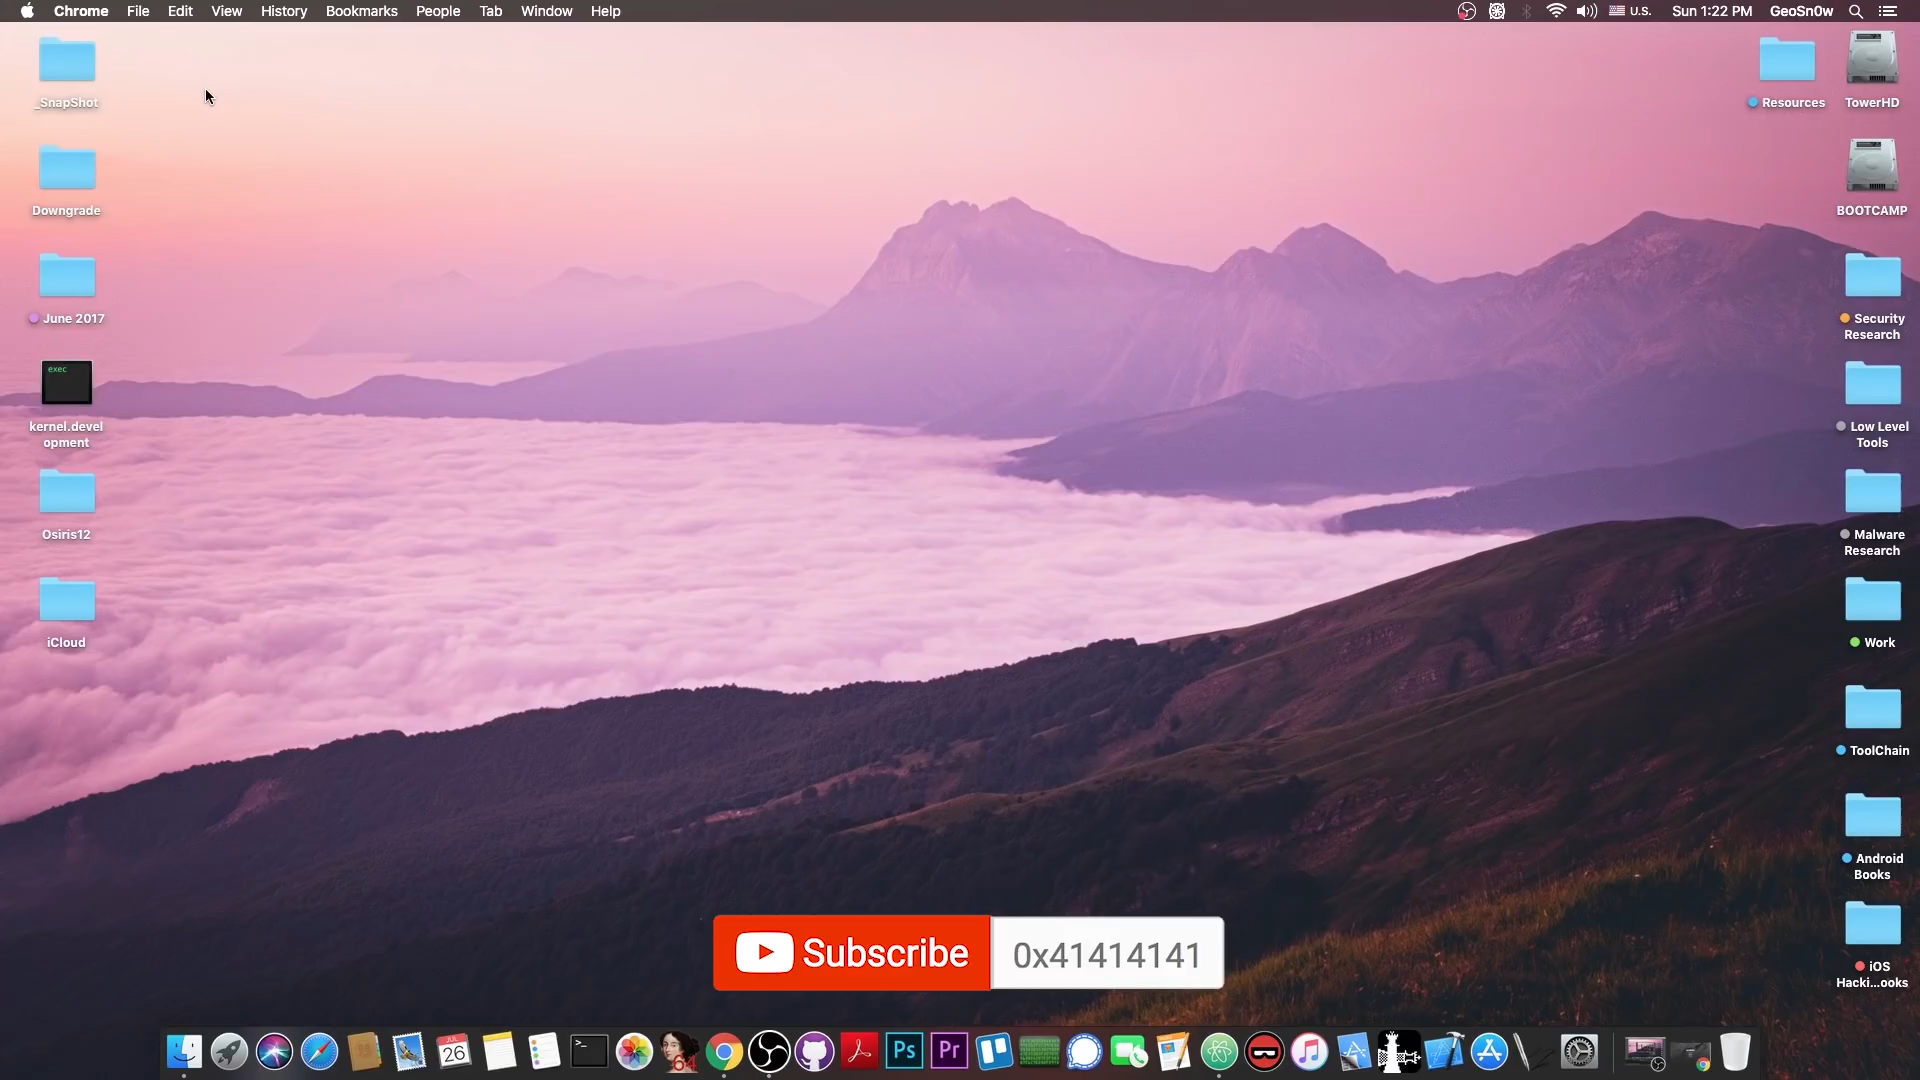 Chrome File Edit View History Bookmarks People Tab Window Help
U.S. Sun 1:22 PM GeoSn0w
_SnapShot
Downgrade
June 2017
exec
kernel.devel
opment
Osiris12
iCloud
Resources
TowerHD
BOOTCAMP
Security
Research
Low Level
Tools
Malware
Research
Work
ToolChain
Android
Books
iOS
Hacki...ooks
Subscribe 0x41414141
JUL
26
>_
64
Ps
Pr